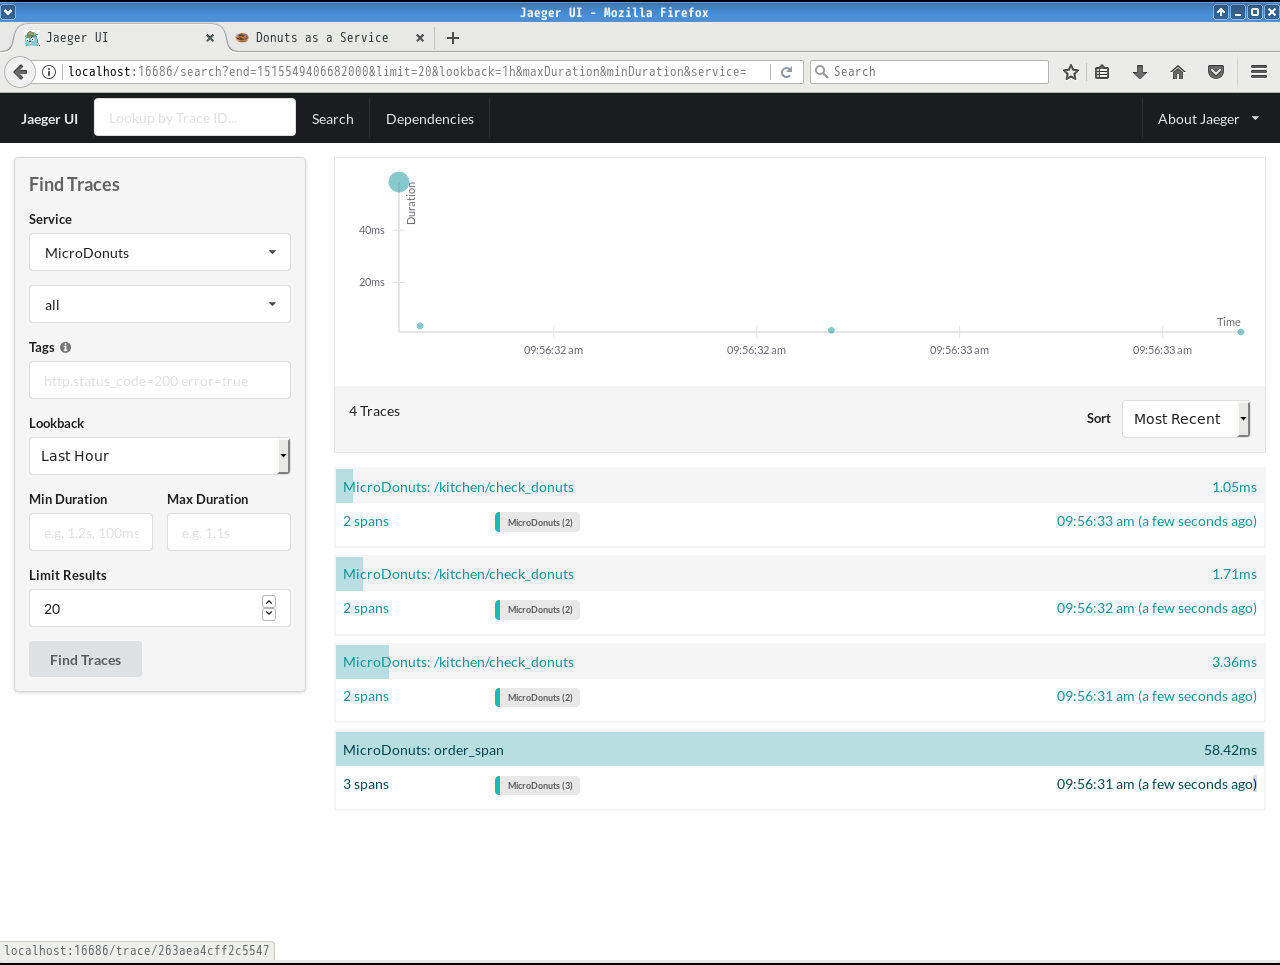 Jaeger UI - Mozilla Firefox
Jaeger UI
Donuts as a Service
localhost:16686/search?end=1515549406682000&limit=20&lookback=1h&maxDuration&minDuration&service=
Search
Jaeger UI
Lookup by Trace ID...
Search
Dependencies
About Jaeger
Find Traces
Service
MicroDonuts
all
Tags
http.status_code=200 error=true
Lookback
Last Hour
Min Duration
Max Duration
e.g. 1.2s, 100ms
e.g. 1.1s
Limit Results
20
Find Traces
Duration
40ms
20ms
Time
09:56:32 am
09:56:32 am
09:56:33 am
09:56:33 am
4 Traces
Sort
Most Recent
MicroDonuts: /kitchen/check_donuts
1.05ms
2 spans
MicroDonuts (2)
09:56:33 am (a few seconds ago)
MicroDonuts: /kitchen/check_donuts
1.71ms
2 spans
MicroDonuts (2)
09:56:32 am (a few seconds ago)
MicroDonuts: /kitchen/check_donuts
3.36ms
2 spans
MicroDonuts (2)
09:56:31 am (a few seconds ago)
MicroDonuts: order_span
58.42ms
3 spans
MicroDonuts (3)
09:56:31 am (a few seconds ago)
localhost:16686/trace/263aea4cff2c5547